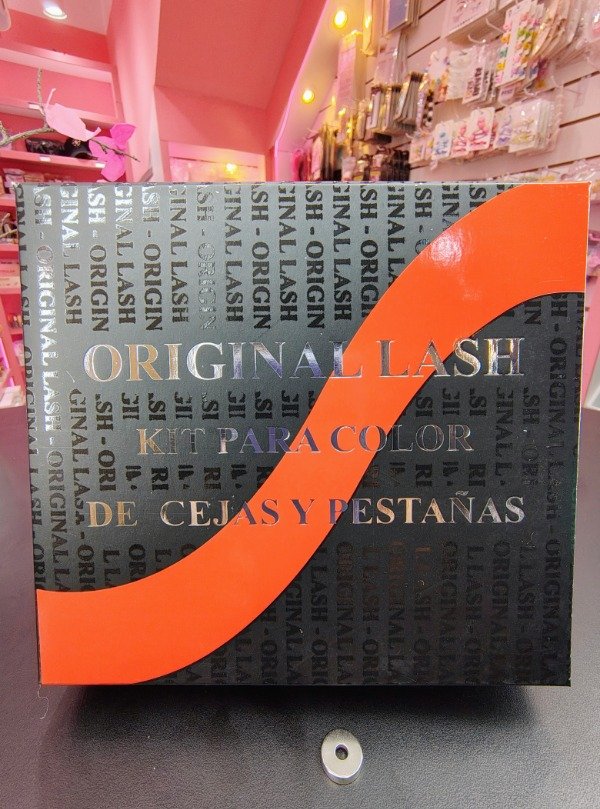 ORIGINAL LASH
KIT PARA COLOR
DE CEJAS Y PESTAÑAS